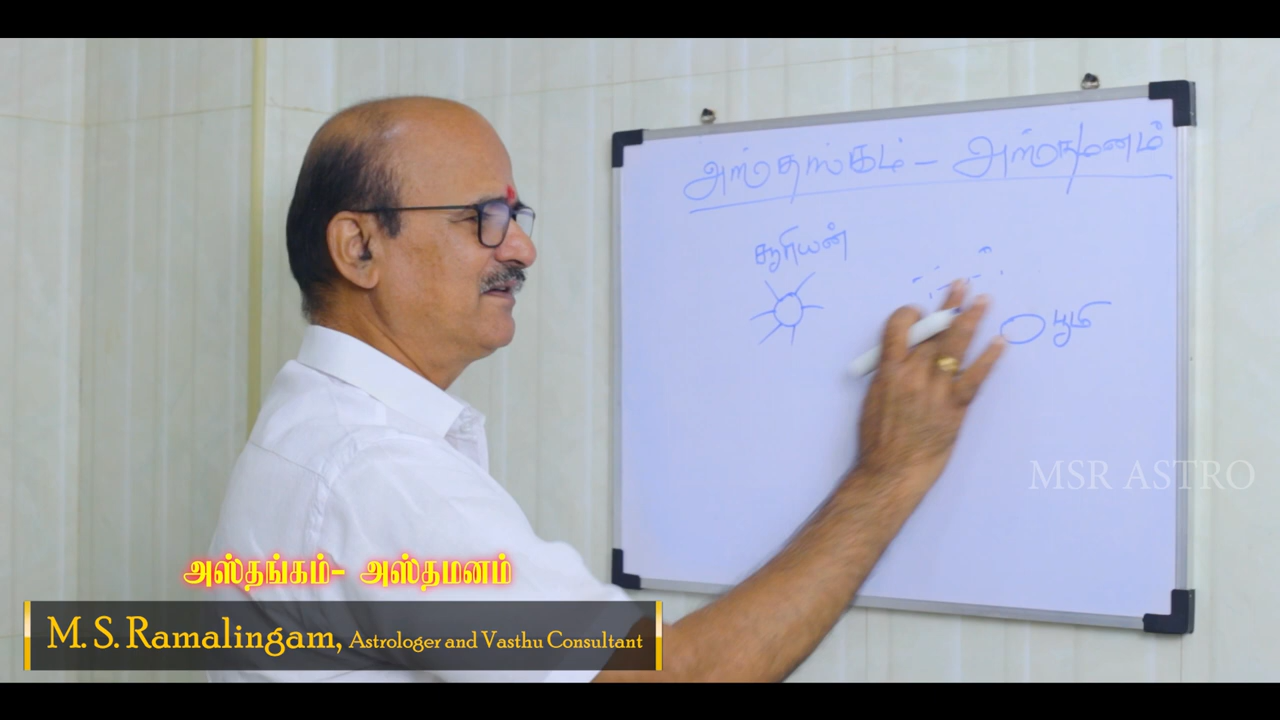 அஸ்தங்கம் - அஸ்தமனம்
சூரியன்
பூமி
MSR ASTRO
அஸ்தங்கம்- அஸ்தமனம்
M. S. Ramalingam, Astrologer and Vasthu Consultant